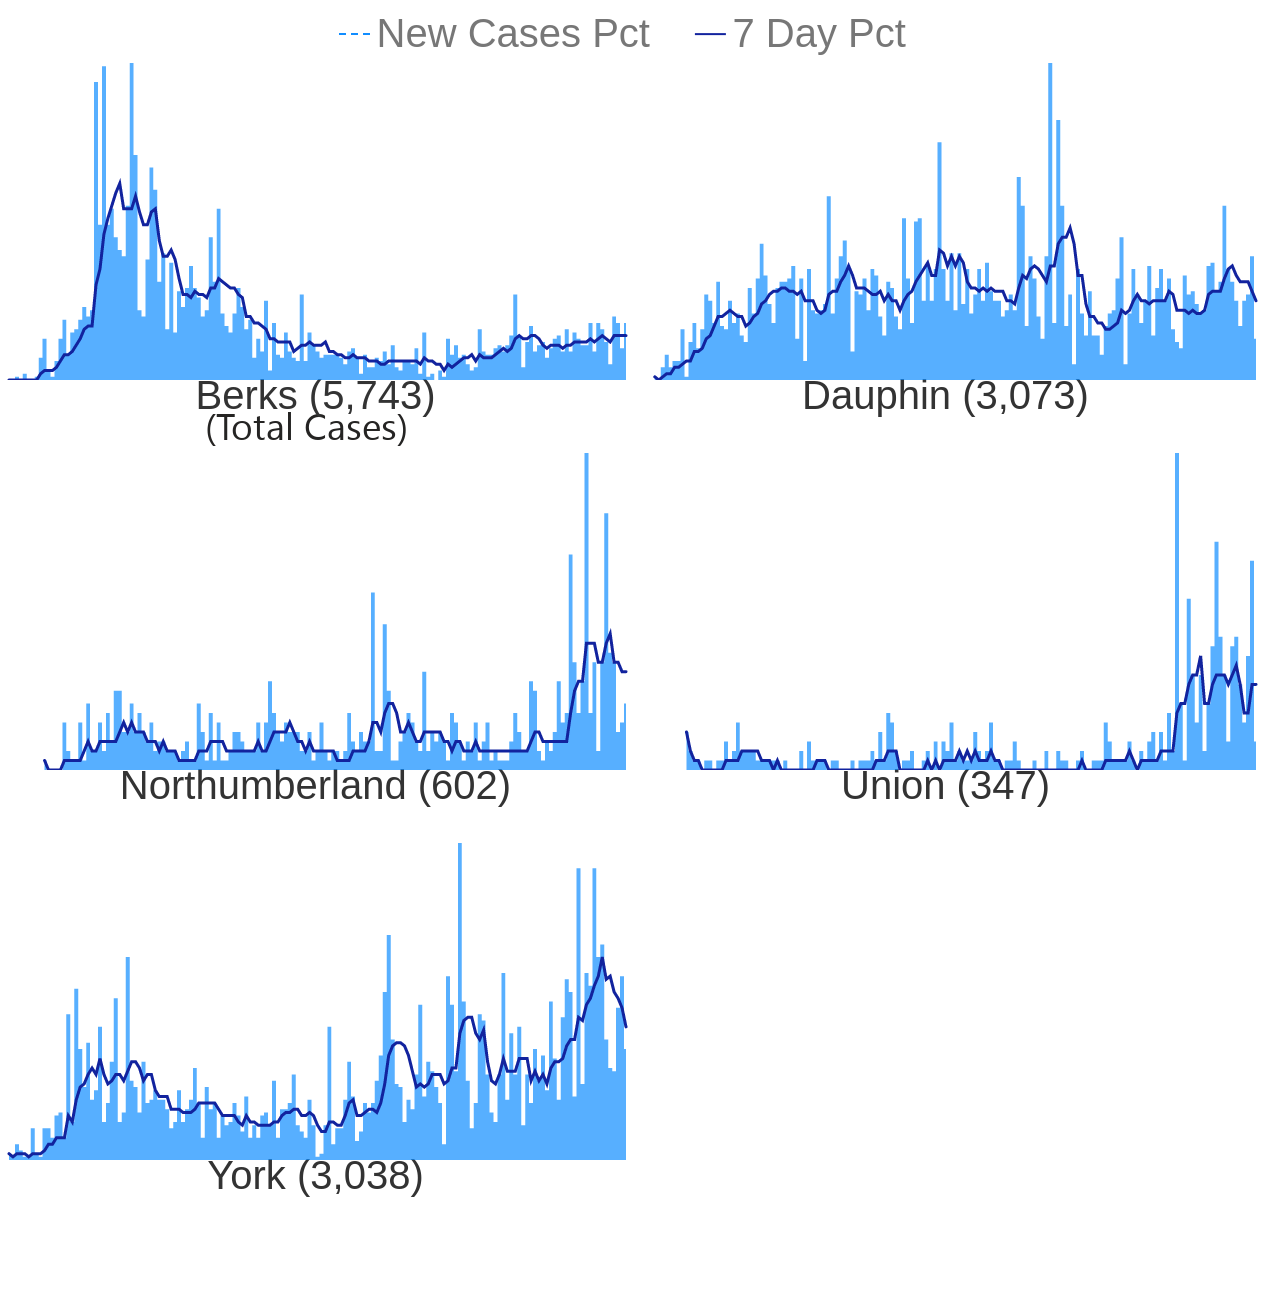 New Cases Pct 7 Day Pct
Berks (5,743) Dauphin (3,073)
(Total Cases)
Northumberland (602) Union (347)
York (3,038)